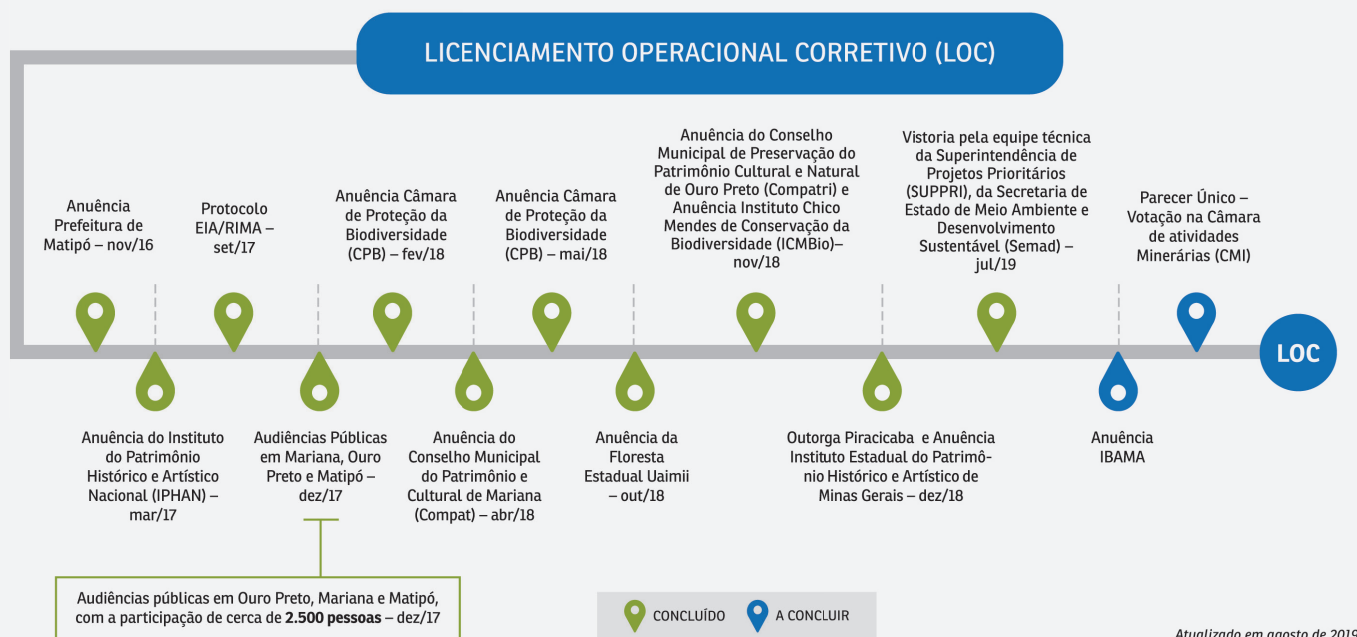 LICENCIAMENTO OPERACIONAL CORRETIVO (LOC)
Anuência
Prefeitura de
Matipó – nov/16
Protocolo
EIA/RIMA –
set/17
Anuência Câmara
de Proteção da
Biodiversidade
(CPB) – fev/18
Anuência Câmara
de Proteção da
Biodiversidade
(CPB) – mai/18
Anuência do Conselho
Municipal de Preservação do
Patrimônio Cultural e Natural
de Ouro Preto (Compatri) e
Anuência Instituto Chico
Mendes de Conservação da
Biodiversidade (ICMBio)–
nov/18
Vistoria pela equipe técnica
da Superintendência de
Projetos Prioritários
(SUPPRI), da Secretaria de
Estado de Meio Ambiente e
Desenvolvimento
Sustentável (Semad) –
jul/19
Parecer Único –
Votação na Câmara
de atividades
Minerárias (CMI)
LOC
Anuência do Instituto
do Patrimônio
Histórico e Artístico
Nacional (IPHAN) –
mar/17
Audiências Públicas
em Mariana, Ouro
Preto e Matipó –
dez/17
Anuência do
Conselho Municipal
do Patrimônio e
Cultural de Mariana
(Compat) – abr/18
Anuência da
Floresta
Estadual Uaimii
– out/18
Outorga Piracicaba e Anuência
Instituto Estadual do Patrimô-
nio Histórico e Artístico de
Minas Gerais – dez/18
Anuência
IBAMA
Audiências públicas em Ouro Preto, Mariana e Matipó,
com a participação de cerca de 2.500 pessoas – dez/17
CONCLUÍDO
A CONCLUIR
Atualizado em agosto de 2019